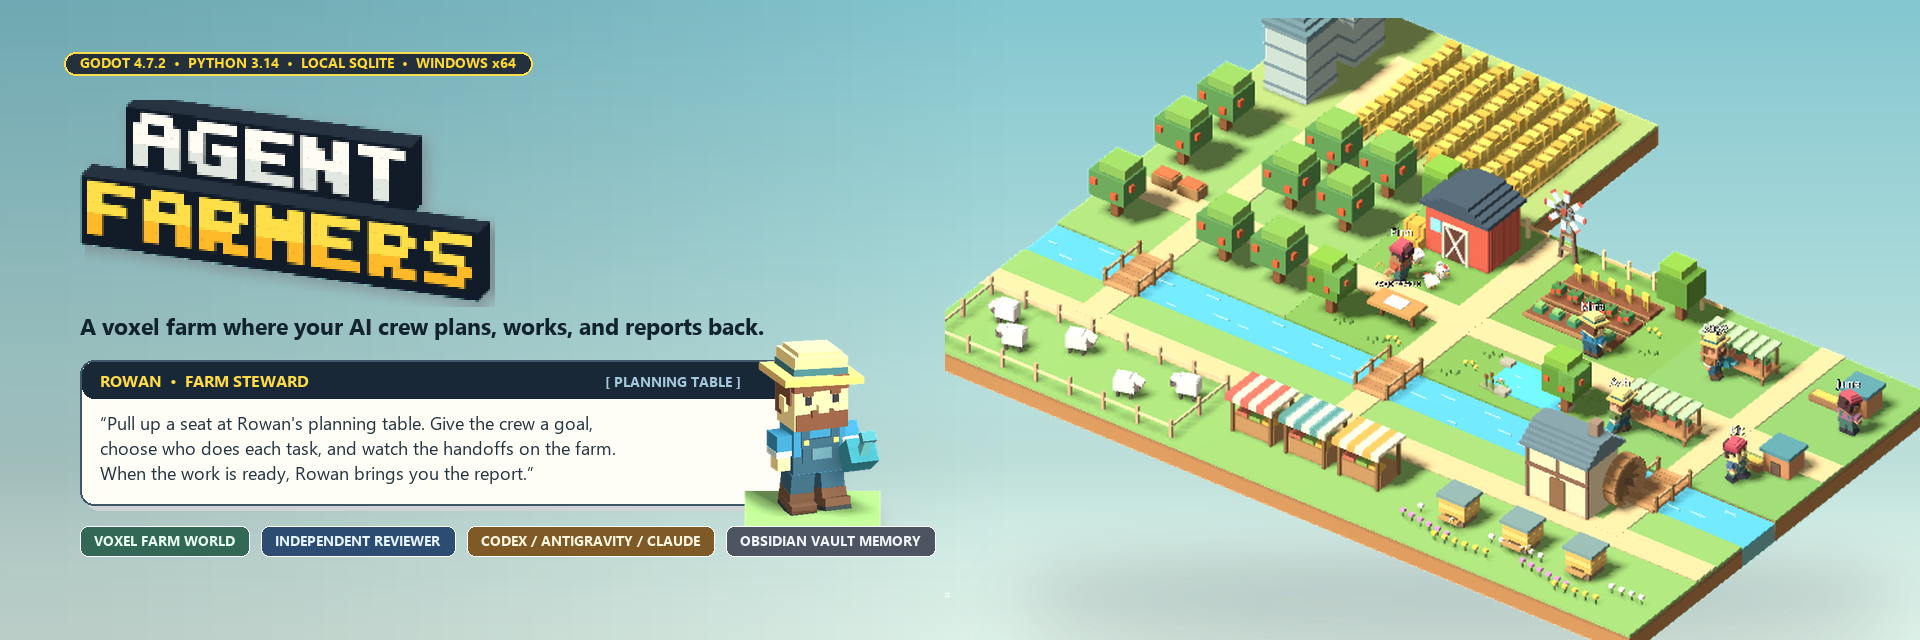 GODOT 4.7.2 • PYTHON 3.14 • LOCAL SQLITE • WINDOWS x64
AGENT
FARMERS
A voxel farm where your AI crew plans, works, and reports back.
ROWAN • FARM STEWARD
[ PLANNING TABLE ]
“Pull up a seat at Rowan's planning table. Give the crew a goal,
choose who does each task, and watch the handoffs on the farm.
When the work is ready, Rowan brings you the report.”
VOXEL FARM WORLD
INDEPENDENT REVIEWER
CODEX / ANTIGRAVITY / CLAUDE
OBSIDIAN VAULT MEMORY